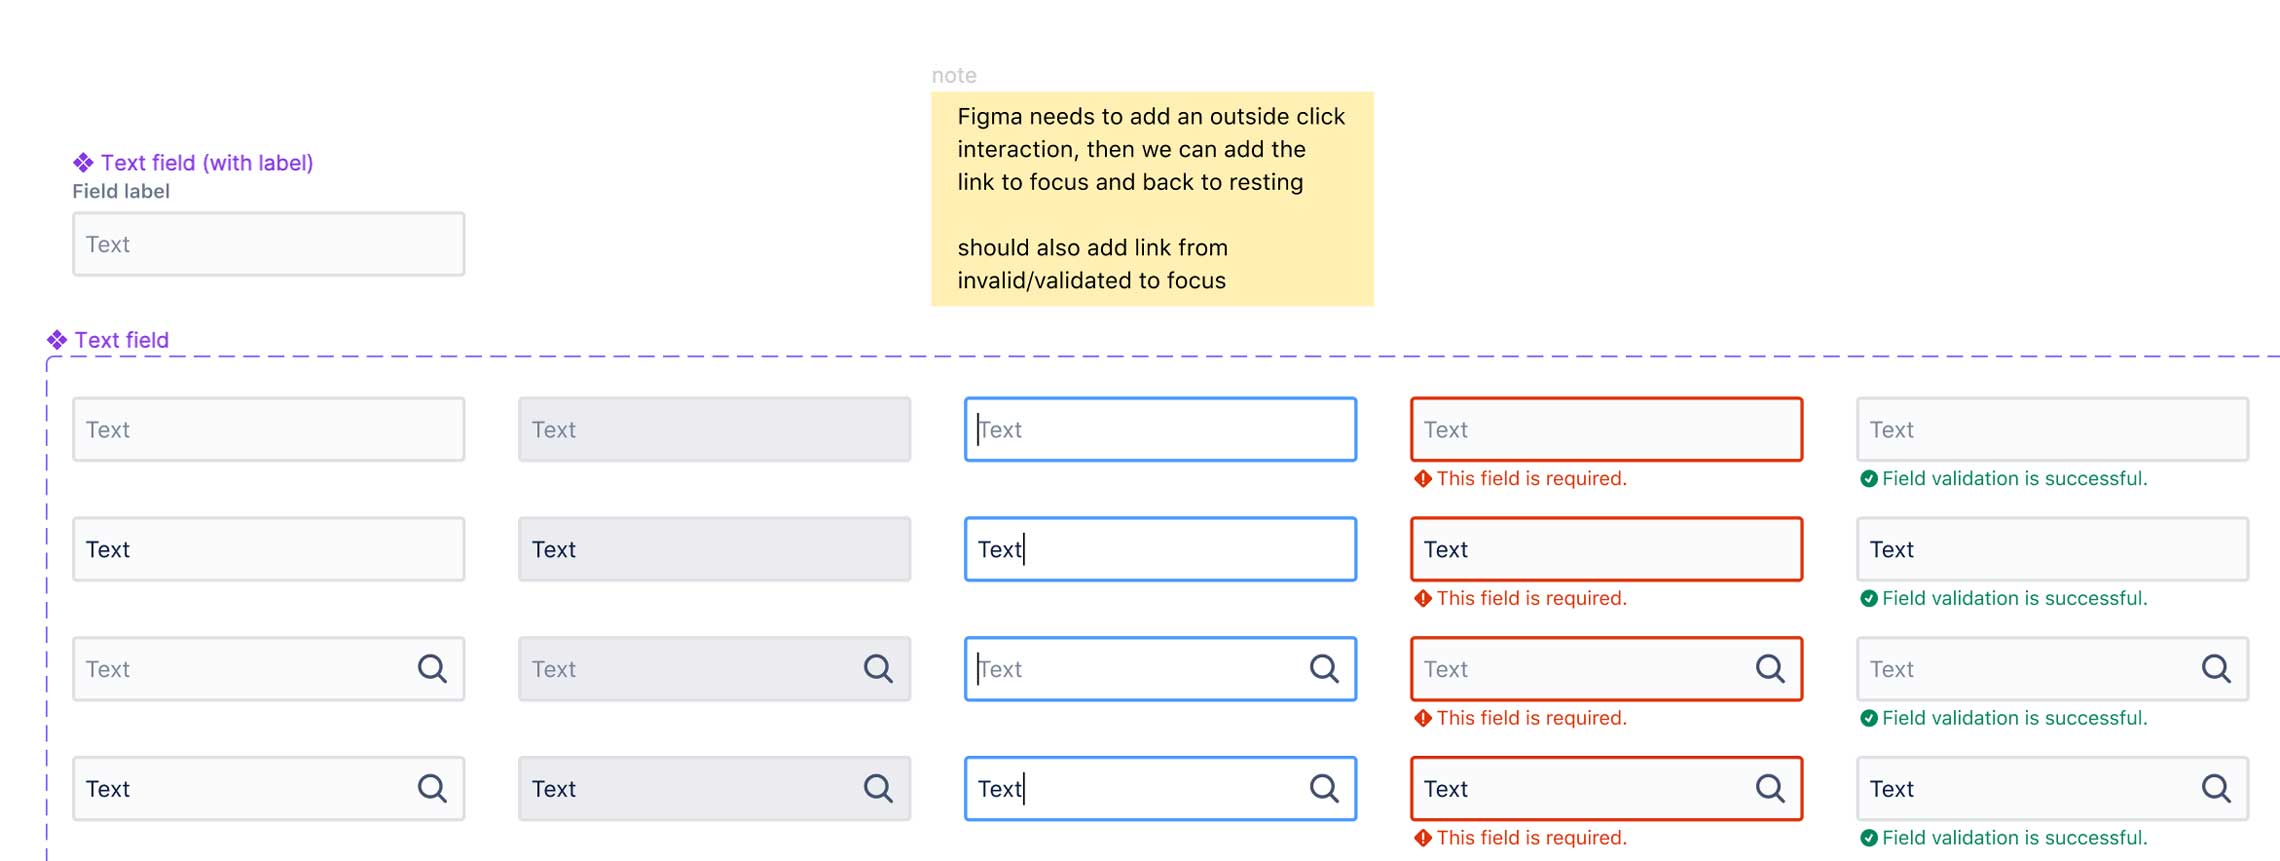 note
Figma needs to add an outside click
interaction, then we can add the
link to focus and back to resting
should also add link from
invalid/validated to focus
Text field (with label)
Field label
Text
Text field
Text
Text
Text
Text
Text
This field is required.
Field validation is successful.
Text
Text
Text
Text
Text
This field is required.
Field validation is successful.
Text
Text
Text
Text
Text
This field is required.
Field validation is successful.
Text
Text
Text
Text
Text
This field is required.
Field validation is successful.